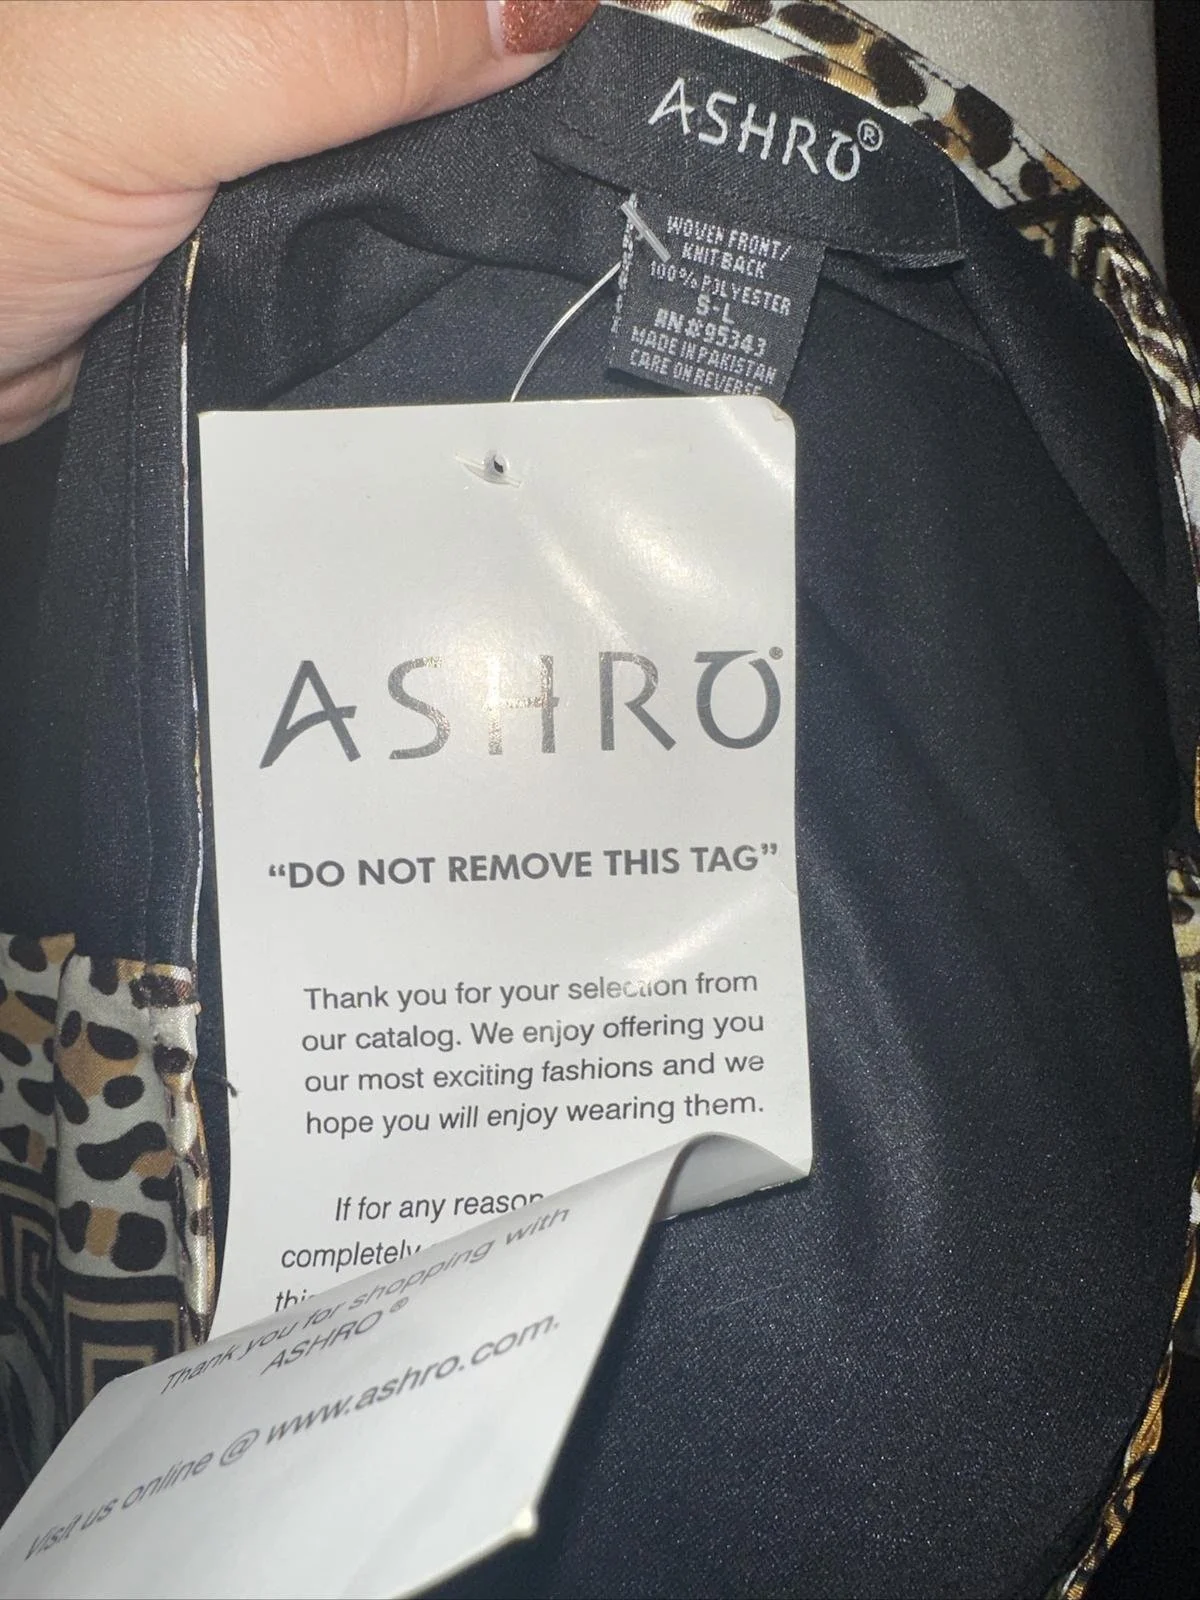 ASHRO®
WOVEN FRONT/
KNIT BACK
100% POLYESTER
S-L
RN# 95343
MADE IN PAKISTAN
CARE ON REVERSE
ASHRO®
“DO NOT REMOVE THIS TAG”
Thank you for your selection from
our catalog. We enjoy offering you
our most exciting fashions and we
hope you will enjoy wearing them.
If for any reason
completely
Thank you for shopping with
ASHRO®
Visit us online @ www.ashro.com.